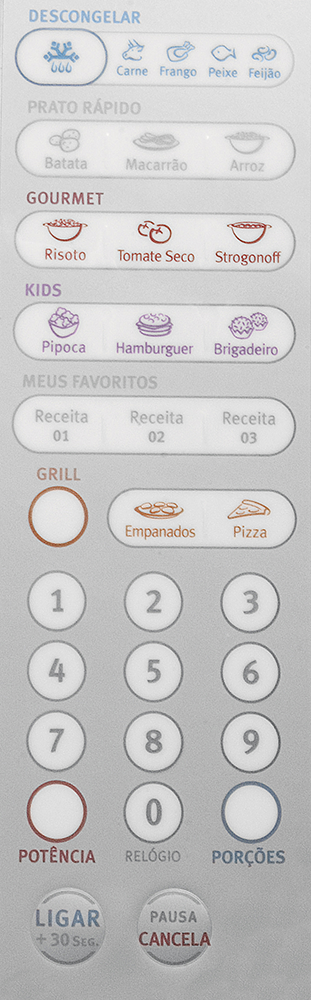 DESCONGELAR
Carne Frango Peixe Feijão
PRATO RÁPIDO
Batata Macarrão Arroz
GOURMET
Risoto Tomate Seco Strogonoff
KIDS
Pipoca Hamburguer Brigadeiro
MEUS FAVORITOS
Receita Receita Receita
01 02 03
GRILL
Empanados Pizza
1 2 3
4 5 6
7 8 9
0
POTÊNCIA RELÓGIO PORÇÕES
LIGAR PAUSA
+ 30 SEG. CANCELA